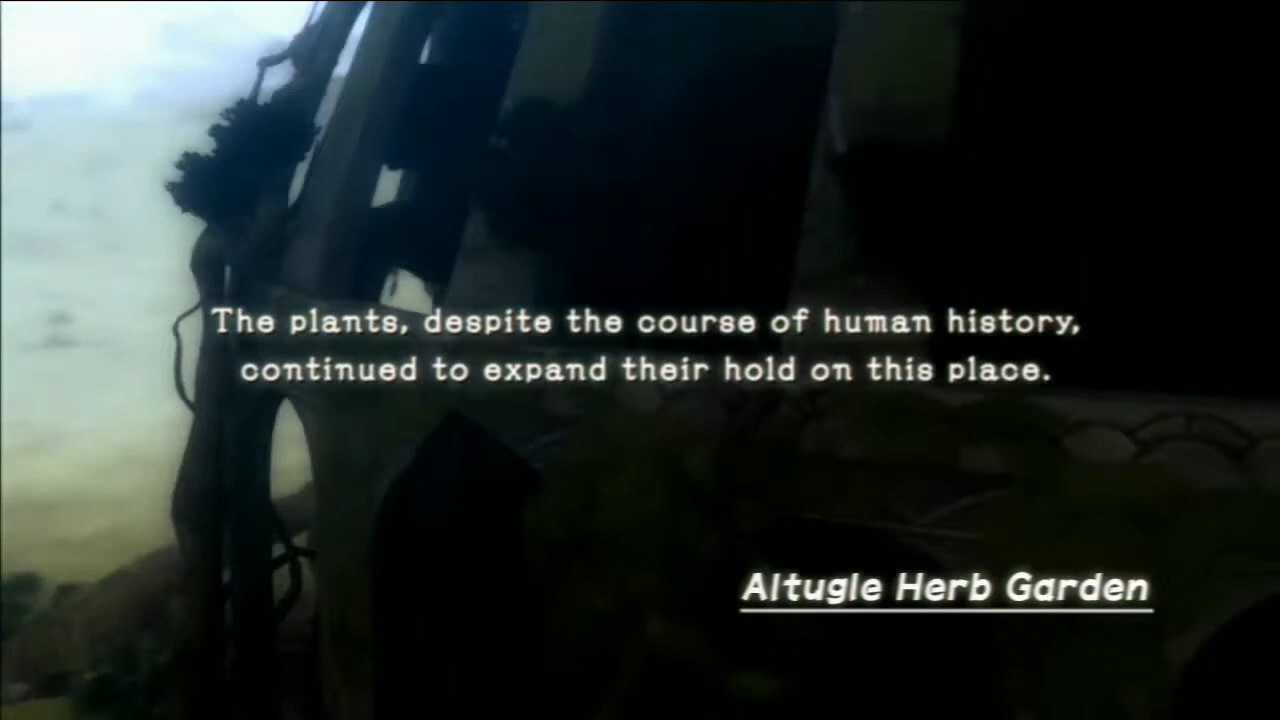 The plants, despite the course of human history,
continued to expand their hold on this place.
Altugle Herb Garden